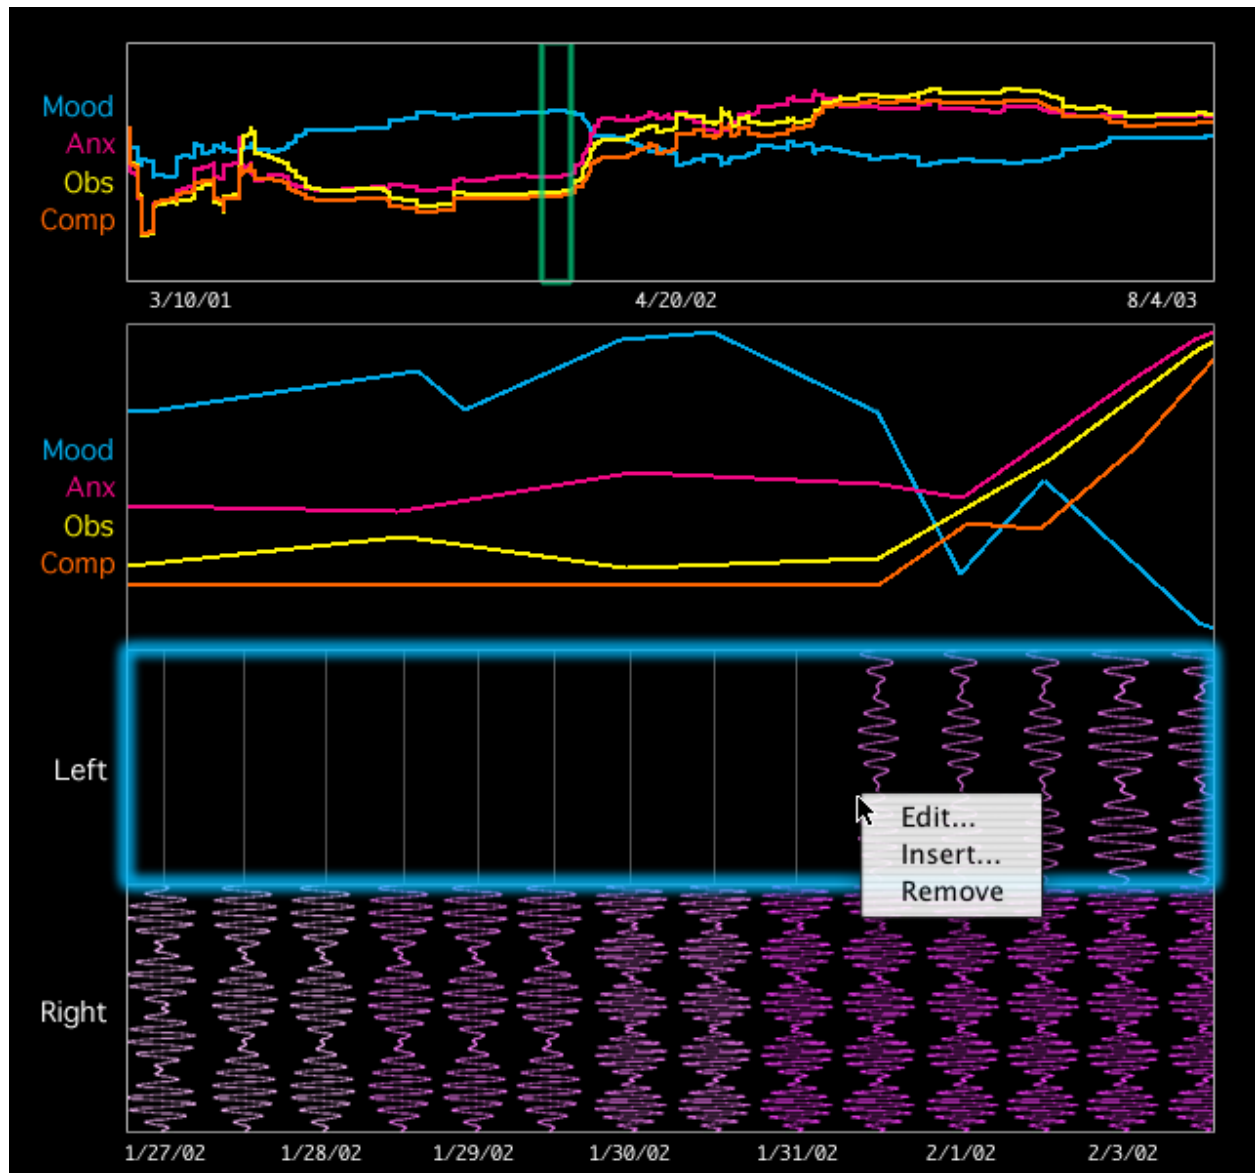 Mood
Anx
Obs
Comp
3/10/01 4/20/02 8/4/03
Mood
Anx
Obs
Comp
Left
Edit...
Insert...
Remove
Right
1/27/02 1/28/02 1/29/02 1/30/02 1/31/02 2/1/02 2/3/02